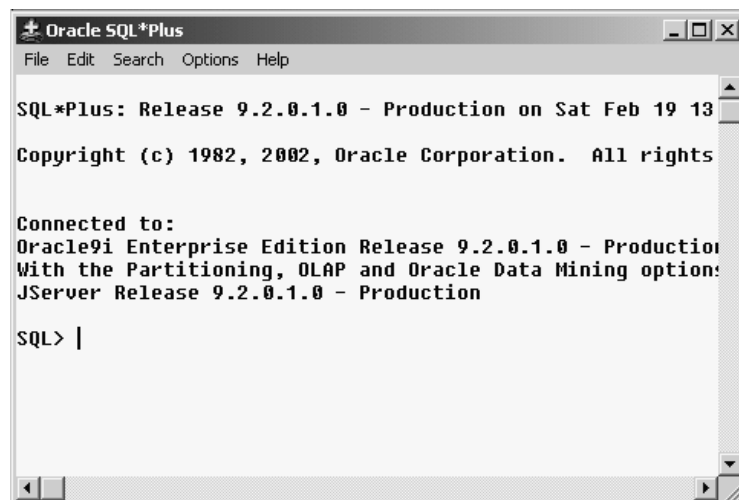 Oracle SQL*Plus
File Edit Search Options Help
SQL*Plus: Release 9.2.0.1.0 - Production on Sat Feb 19 13
Copyright (c) 1982, 2002, Oracle Corporation. All rights
Connected to:
Oracle9i Enterprise Edition Release 9.2.0.1.0 - Production
With the Partitioning, OLAP and Oracle Data Mining options
JServer Release 9.2.0.1.0 - Production
SQL>